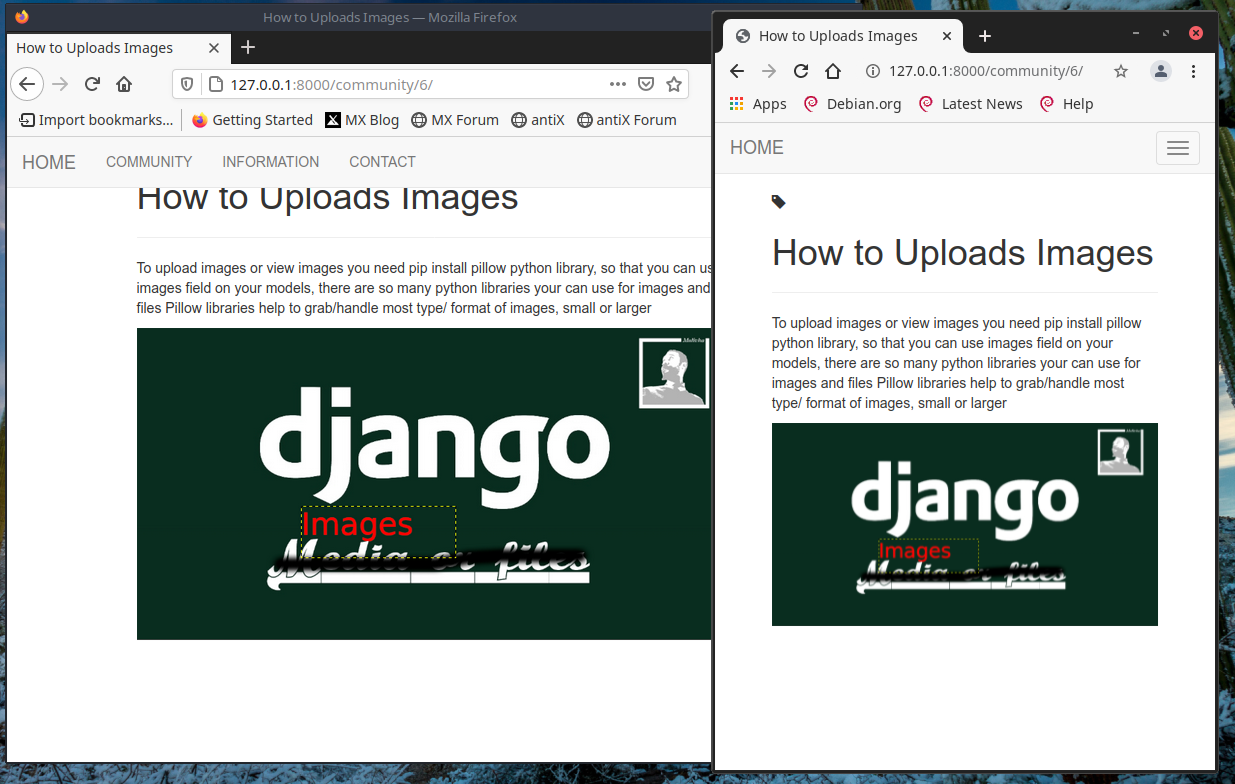 How to Uploads Images — Mozilla Firefox
How to Uploads Images
127.0.0.1:8000/community/6/
Import bookmarks... Getting Started MX Blog MX Forum antiX antiX Forum
HOME COMMUNITY INFORMATION CONTACT
How to Uploads Images
To upload images or view images you need pip install pillow python library, so that you can us
images field on your models, there are so many python libraries your can use for images and
files Pillow libraries help to grab/handle most type/ format of images, small or larger
django
Images
Media or files
How to Uploads Images
127.0.0.1:8000/community/6/
Apps Debian.org Latest News Help
HOME
How to Uploads Images
To upload images or view images you need pip install pillow
python library, so that you can use images field on your
models, there are so many python libraries your can use for
images and files Pillow libraries help to grab/handle most
type/ format of images, small or larger
django
Images
Media or files